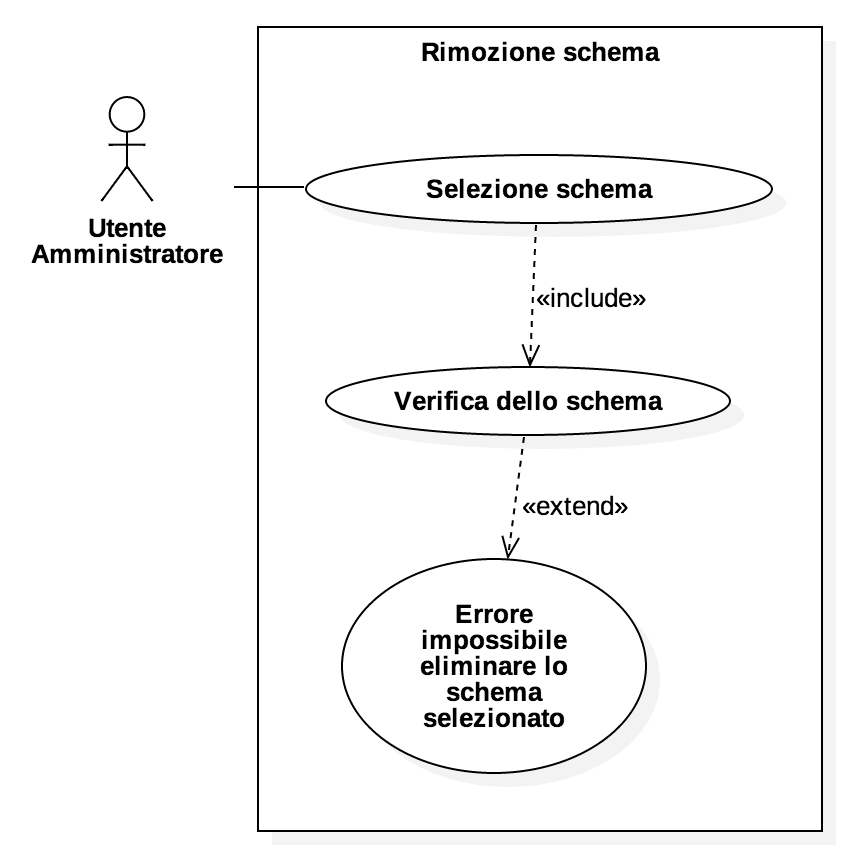 Rimozione schema
Utente
Amministratore
Selezione schema
«include»
Verifica dello schema
«extend»
Errore
impossibile
eliminare lo
schema
selezionato